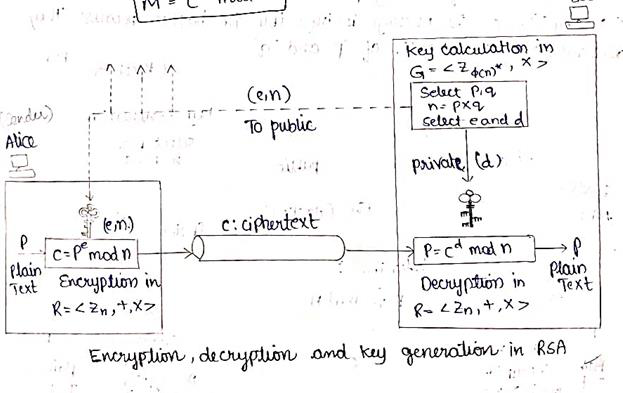 M = C
Key Calculation in
G = < Zφ(n)*, × >
Select P, q
n = p×q
select e and d
(e,n)
To public
private (d)
Alice
(e,n)
C = P^e mod n
P
Plain
Text
Encryption in
R = < Zn, +, × >
c: ciphertext
P = C^d mod n
P
Plain
Text
Decryption in
R = < Zn, +, × >
Encryption, decryption and key generation in RSA